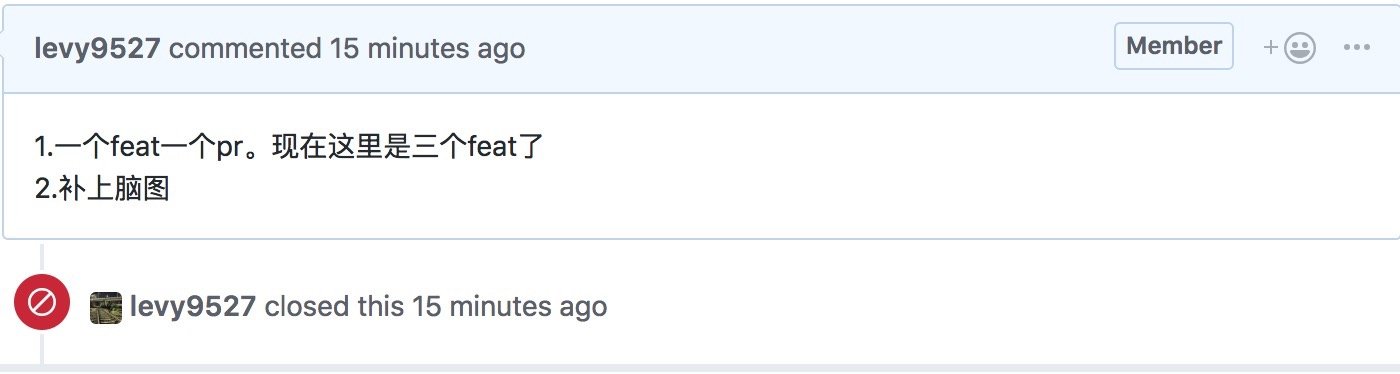 levy9527 commented 15 minutes ago Member
1.一个feat一个pr。现在这里是三个feat了
2.补上脑图
levy9527 closed this 15 minutes ago